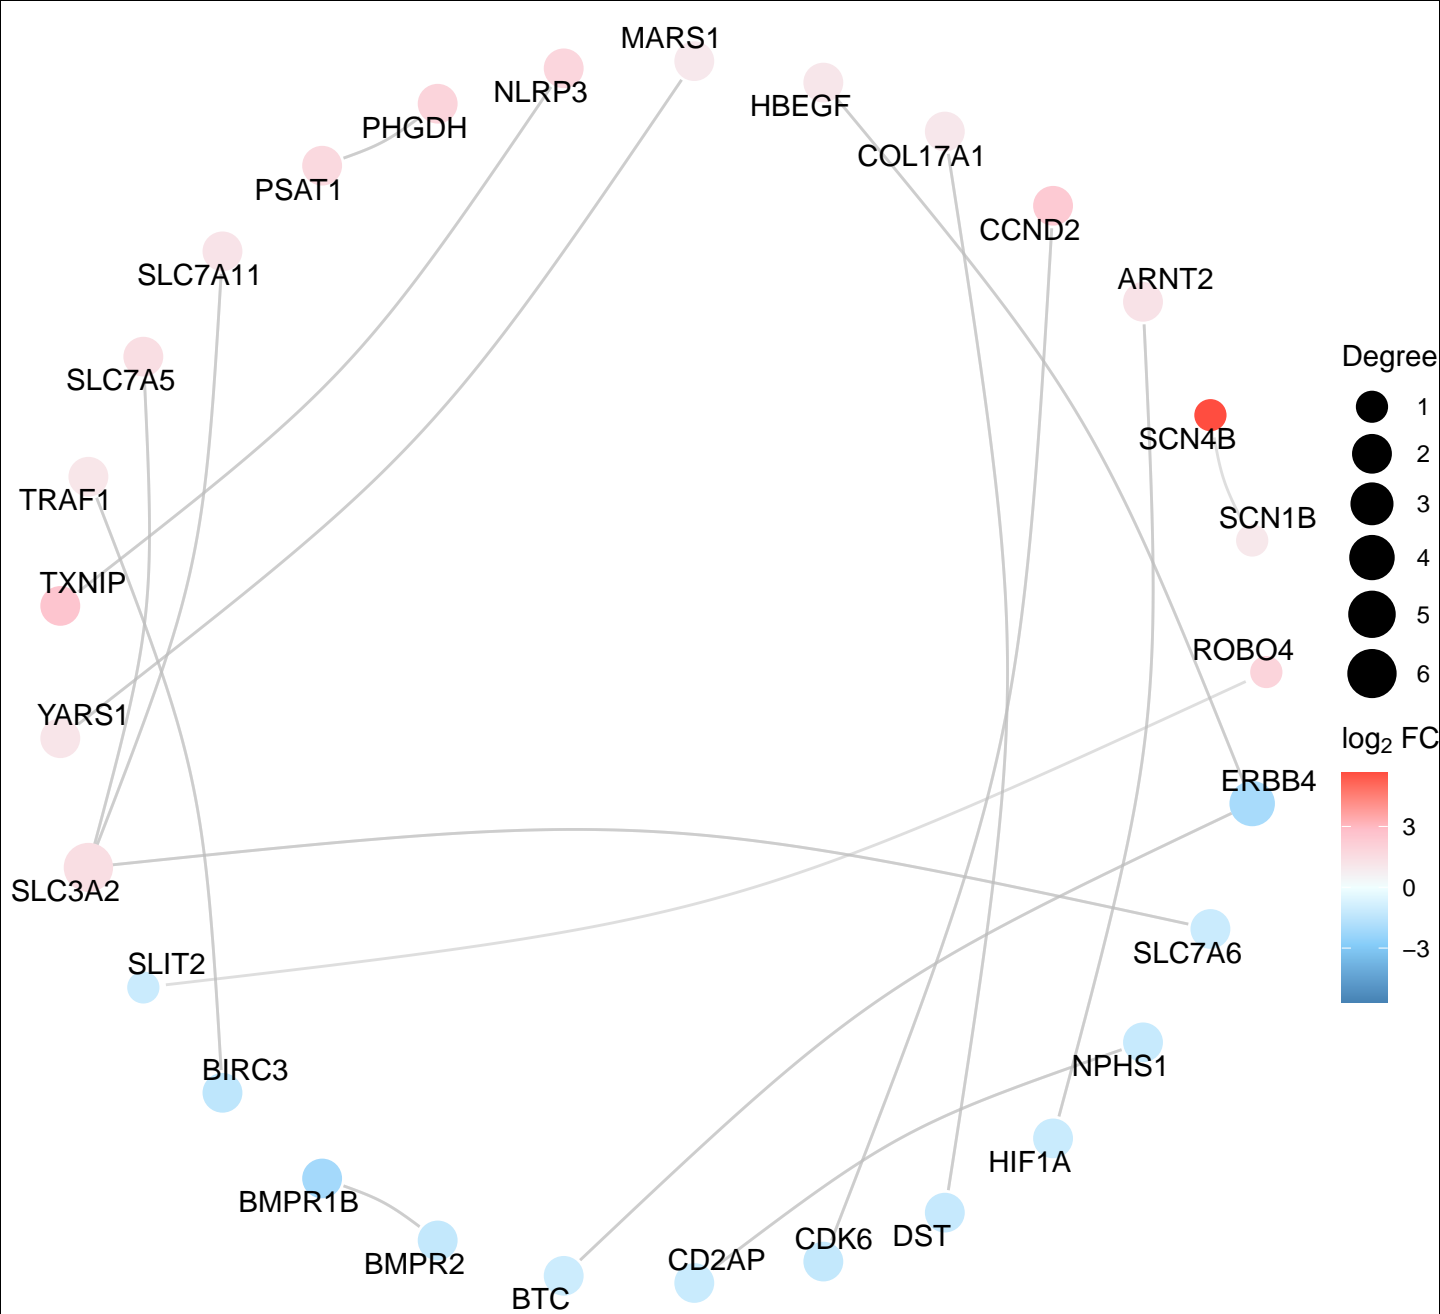 MARS1
NLRP3
HBEGF
PHGDH
COL17A1
PSAT1
CCND2
SLC7A11
ARNT2
SLC7A5
SCN4B
TRAF1
SCN1B
TXNIP
ROBO4
YARS1
ERBB4
SLC3A2
SLC7A6
SLIT2
BIRC3
NPHS1
HIF1A
BMPR1B
DST
CDK6
BMPR2
CD2AP
BTC
Degree
1
2
3
4
5
6
log₂ FC
3
0
−3